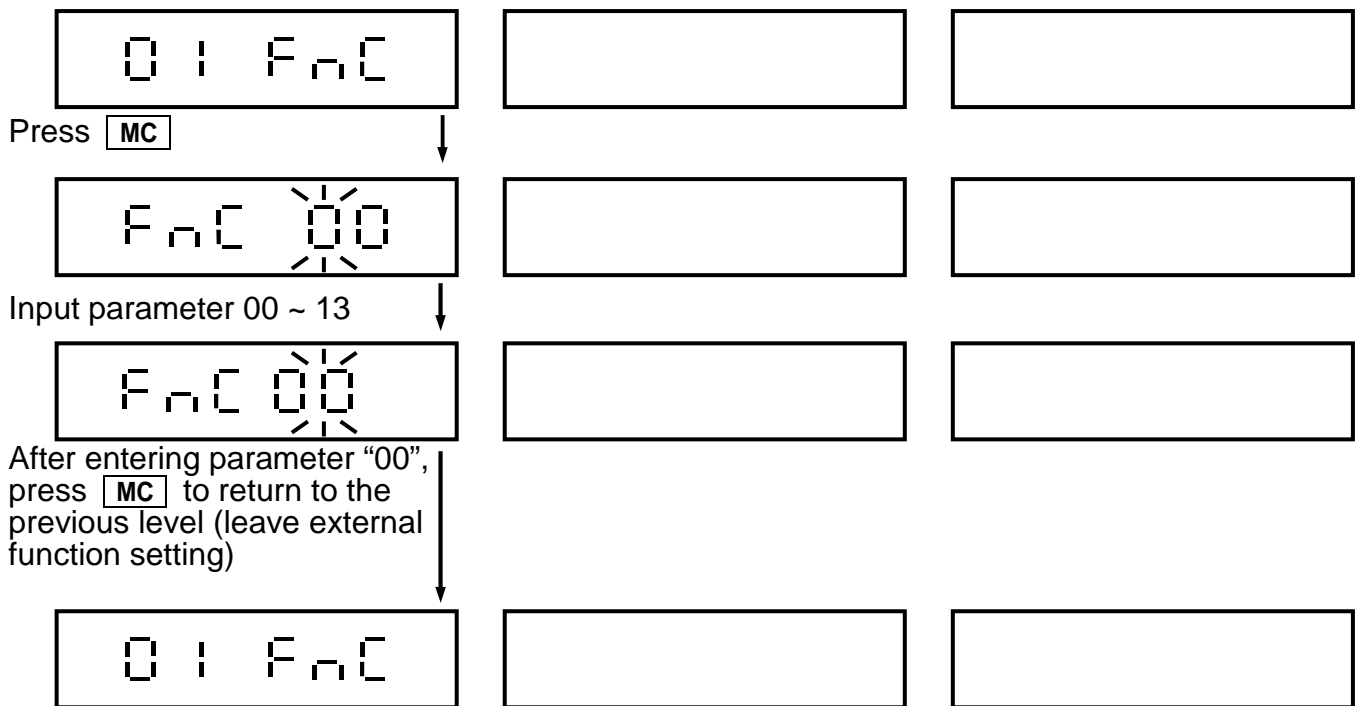 01 FnC
Press MC
FnC 00
Input parameter 00 ~ 13
FnC 00
After entering parameter “00”,
press MC to return to the
previous level (leave external
function setting)
01 FnC